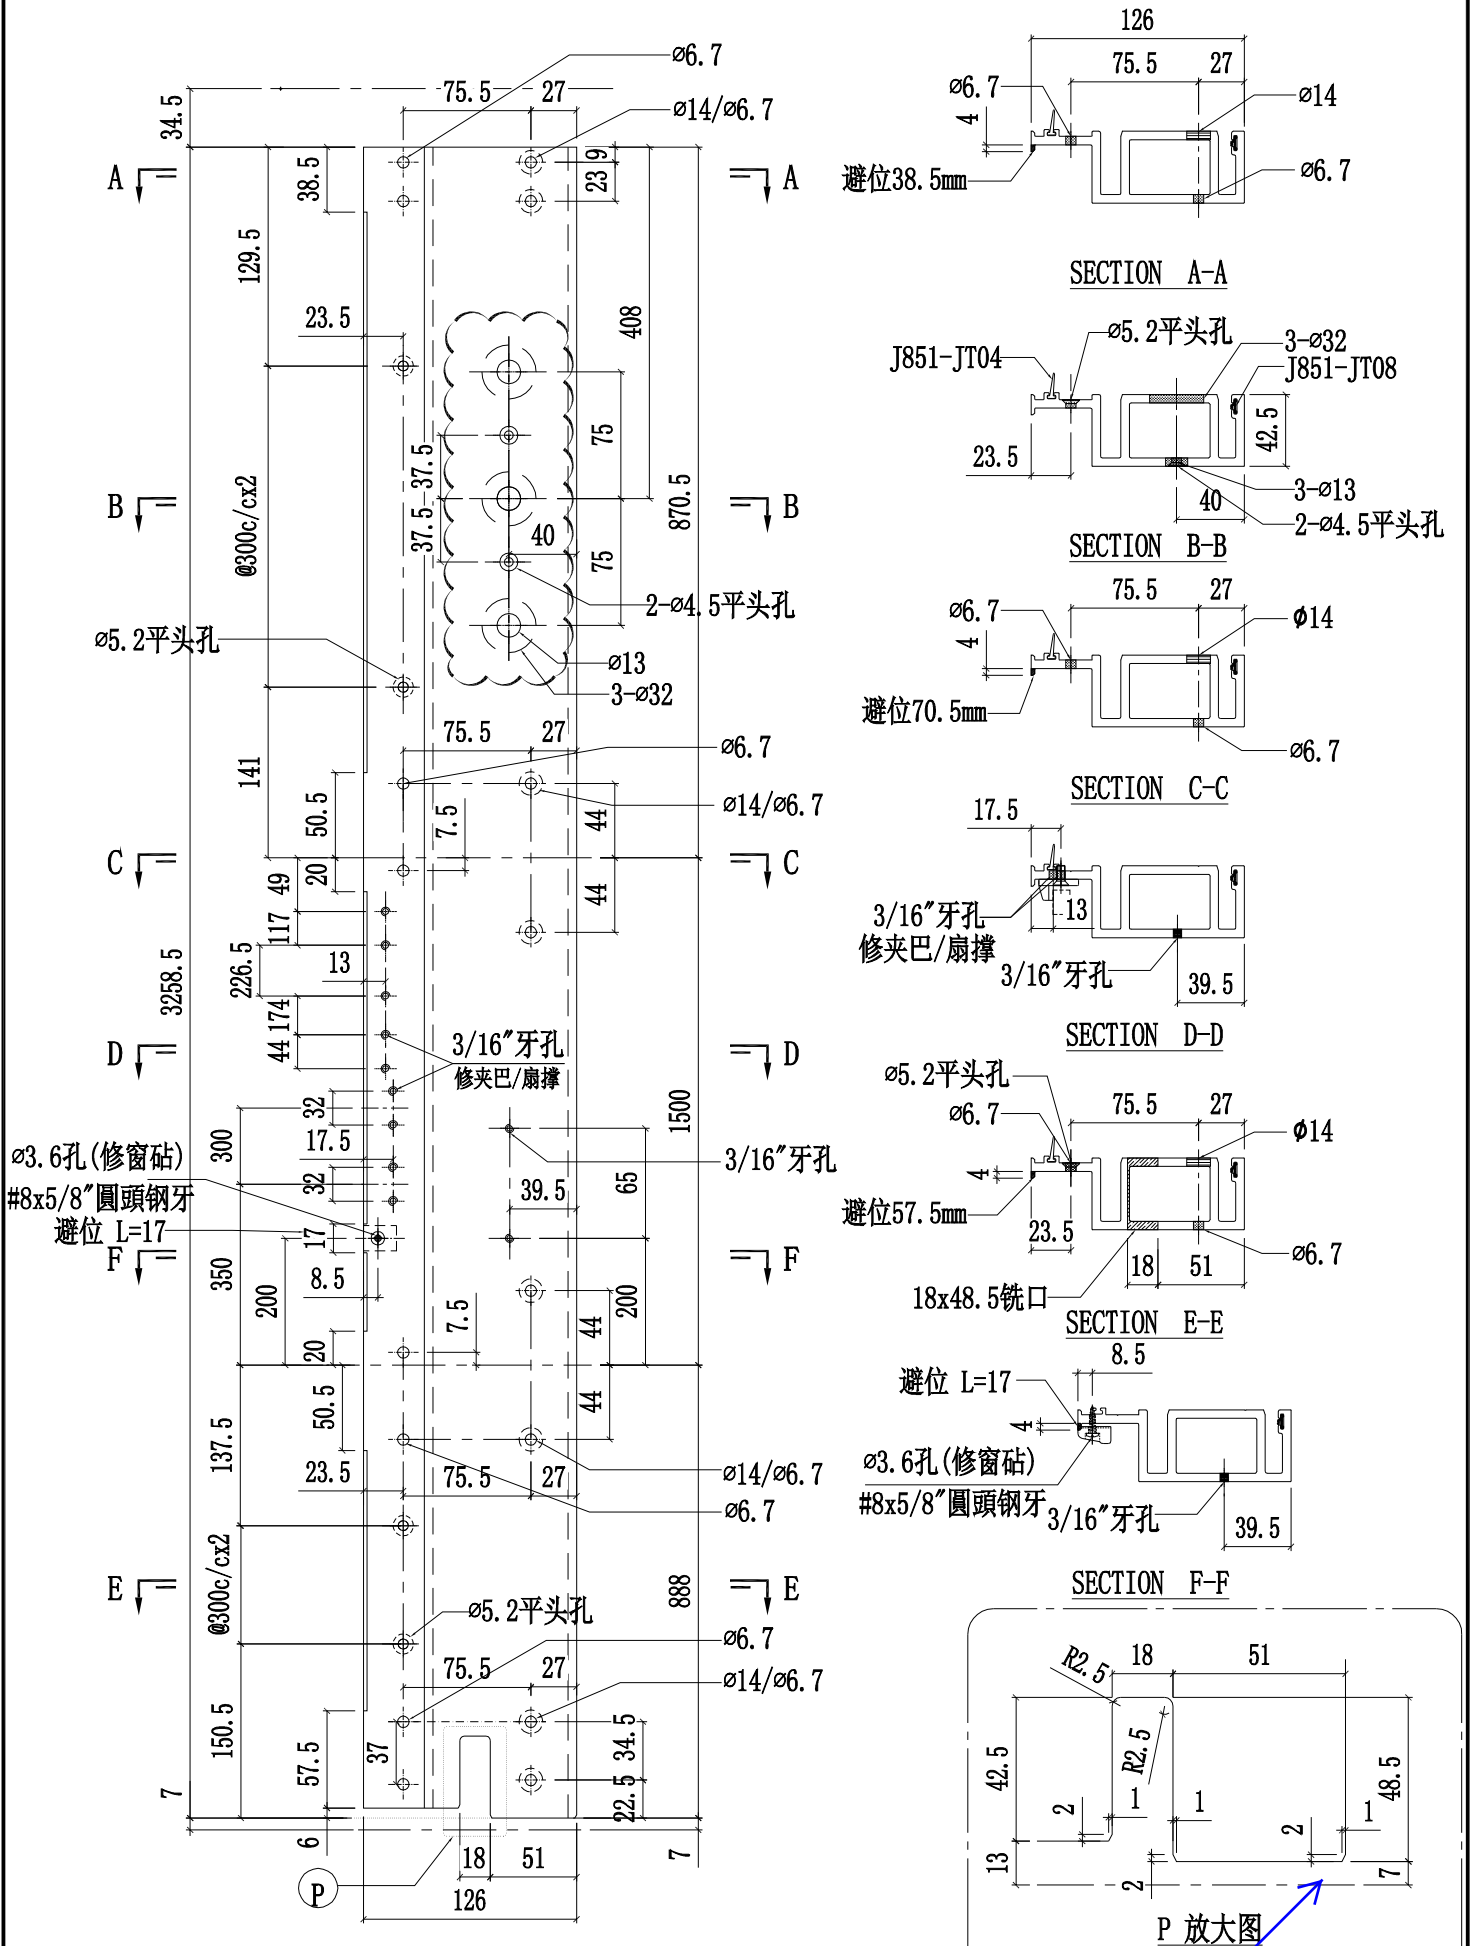 ø6.7
75.5
27
ø14/ø6.7
34.5
A
A
38.5
9
23
129.5
23.5
408
75
37.5
37.5
B
B
@300c/cx2
870.5
40
75
2-ø4.5平头孔
ø5.2平头孔
ø13
3-ø32
75.5
27
ø6.7
141
50.5
7.5
44
ø14/ø6.7
C
C
49
20
44
117
3258.5
226.5
13
174
D
D
44
3/16″牙孔
修夹巴/扇撑
32
1500
300
17.5
ø3.6孔(修窗砧)
3/16″牙孔
32
39.5
65
#8x5/8″圓頭钢牙
避位 L=17
17
F
F
350
200
8.5
7.5
44
200
20
50.5
44
137.5
23.5
75.5
27
ø14/ø6.7
ø6.7
@300c/cx2
E
E
888
ø5.2平头孔
ø6.7
75.5
27
ø14/ø6.7
150.5
57.5
37
34.5
22.5
7
6
7
18
51
P
126
126
75.5
27
ø6.7
ø14
4
避位38.5mm
ø6.7
SECTION A-A
ø5.2平头孔
J851-JT04
3-ø32
J851-JT08
42.5
23.5
3-ø13
40
2-ø4.5平头孔
SECTION B-B
75.5
27
ø6.7
ϕ14
4
避位70.5mm
ø6.7
SECTION C-C
17.5
3/16″牙孔
13
修夹巴/扇撑
3/16″牙孔
39.5
SECTION D-D
ø5.2平头孔
ø6.7
75.5
27
ϕ14
4
避位57.5mm
23.5
ø6.7
18
51
18x48.5铣口
SECTION E-E
8.5
避位 L=17
4
ø3.6孔(修窗砧)
#8x5/8″圓頭钢牙
3/16″牙孔
39.5
SECTION F-F
R2.5
18
51
R2.5
42.5
48.5
2
1
1
2
1
13
2
7
P 放大图